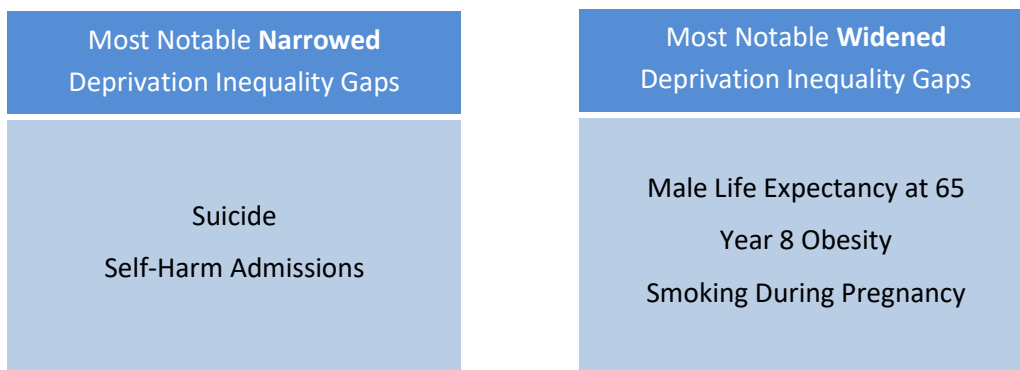 Most Notable Narrowed
Deprivation Inequality Gaps
Suicide
Self-Harm Admissions
Most Notable Widened
Deprivation Inequality Gaps
Male Life Expectancy at 65
Year 8 Obesity
Smoking During Pregnancy